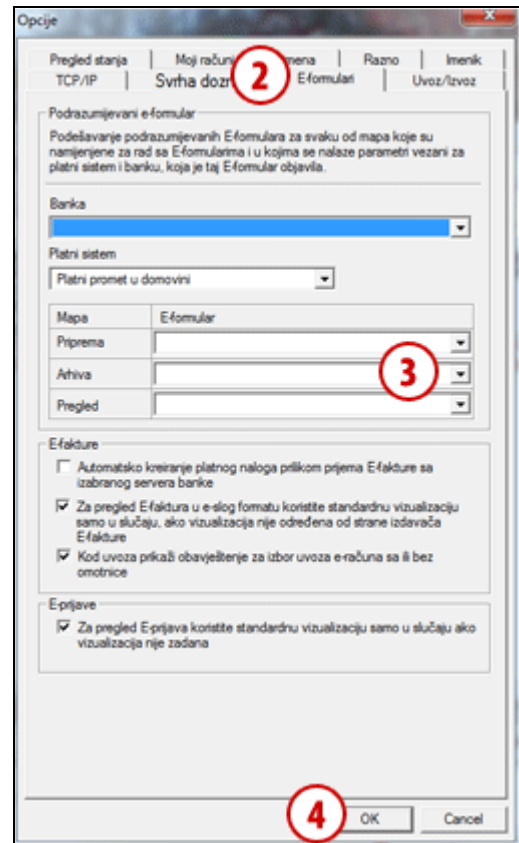 Opcije
Pregled stanja
Moji računi
Razno
Imenik
TCP/IP
Svrha
2
E-formulari
Uvoz/Izvoz
Podrazumijevani e-formular
Podešavanje podrazumijevanih E-formulara za svaku od mapa koje su
namijenjene za rad sa E-formularima i u kojima se nalaze parametri vezani za
platni sistem i banku, koja je taj E-formular objavila.
Banka
Platni sistem
Platni promet u domovini
Mapa
E-formular
Priprema
Arhiva
3
Pregled
E-fakture
Automatsko kreiranje platnog naloga prilikom prijema E-fakture sa
izabranog servera banke
Za pregled E-faktura u e-slog formatu koristite standardnu vizualizaciju
samo u slučaju, ako vizualizacija nije određena od strane izdavača
E-fakture
Kod uvoza prikaži obavještenje za izbor uvoza e-računa sa ili bez
omotnice
E-prijave
Za pregled E-prijava koristite standardnu vizualizaciju samo u slučaju ako
vizualizacija nije zadana
4
OK
Cancel